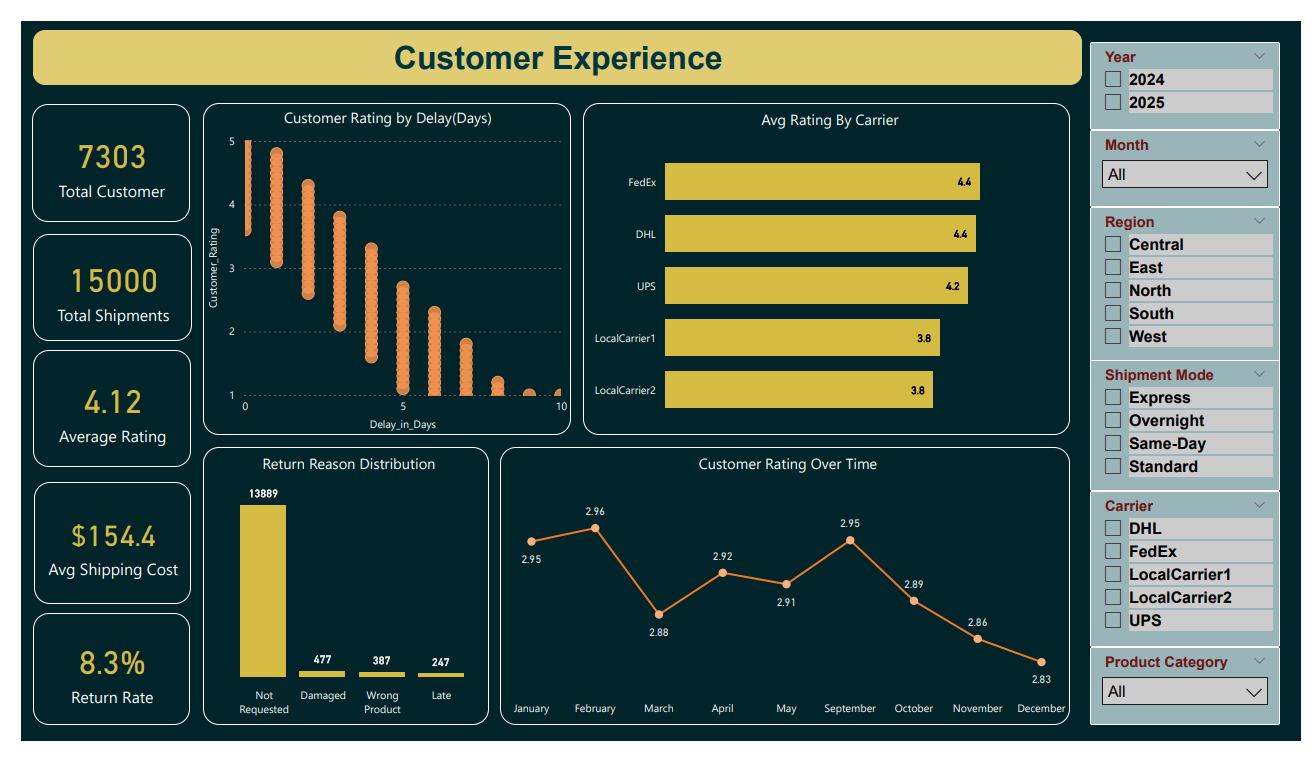 Customer Experience
7303
Total Customer
15000
Total Shipments
4.12
Average Rating
$154.4
Avg Shipping Cost
8.3%
Return Rate
Customer Rating by Delay(Days)
Customer_Rating
5
4
3
2
1
0
5
10
Delay_in_Days
Avg Rating By Carrier
FedEx
4.4
DHL
4.4
UPS
4.2
LocalCarrier1
3.8
LocalCarrier2
3.8
Return Reason Distribution
13889
477
387
247
Not
Requested
Damaged
Wrong
Product
Late
Customer Rating Over Time
2.95
2.96
2.88
2.92
2.91
2.95
2.89
2.86
2.83
January
February
March
April
May
September
October
November
December
Year
2024
2025
Month
All
Region
Central
East
North
South
West
Shipment Mode
Express
Overnight
Same-Day
Standard
Carrier
DHL
FedEx
LocalCarrier1
LocalCarrier2
UPS
Product Category
All